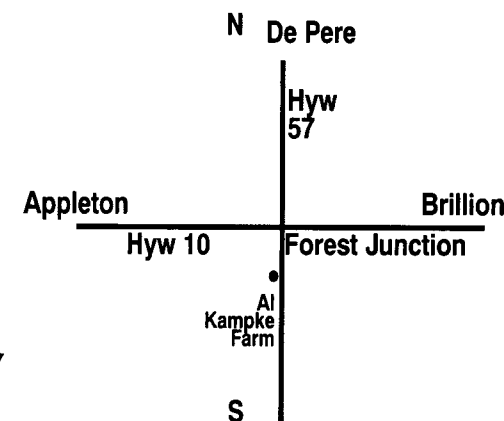 N De Pere
Hyw
57
Appleton Brillion
Hyw 10 Forest Junction
Al
Kampke
Farm
S